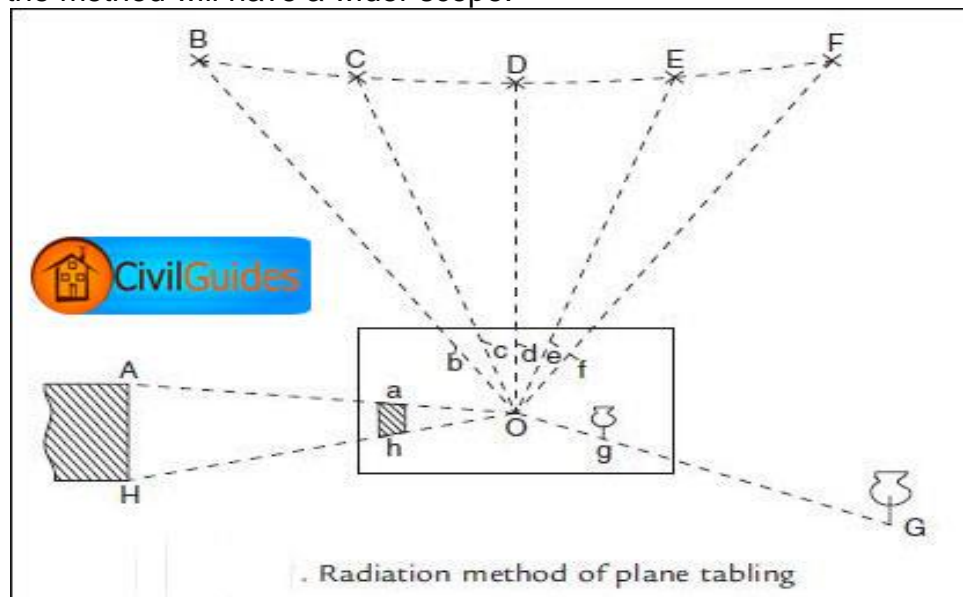 the method will have a wider scope.
B
C
D
E
F
CivilGuides
b
c
d
e
f
A
a
O
h
g
H
G
. Radiation method of plane tabling